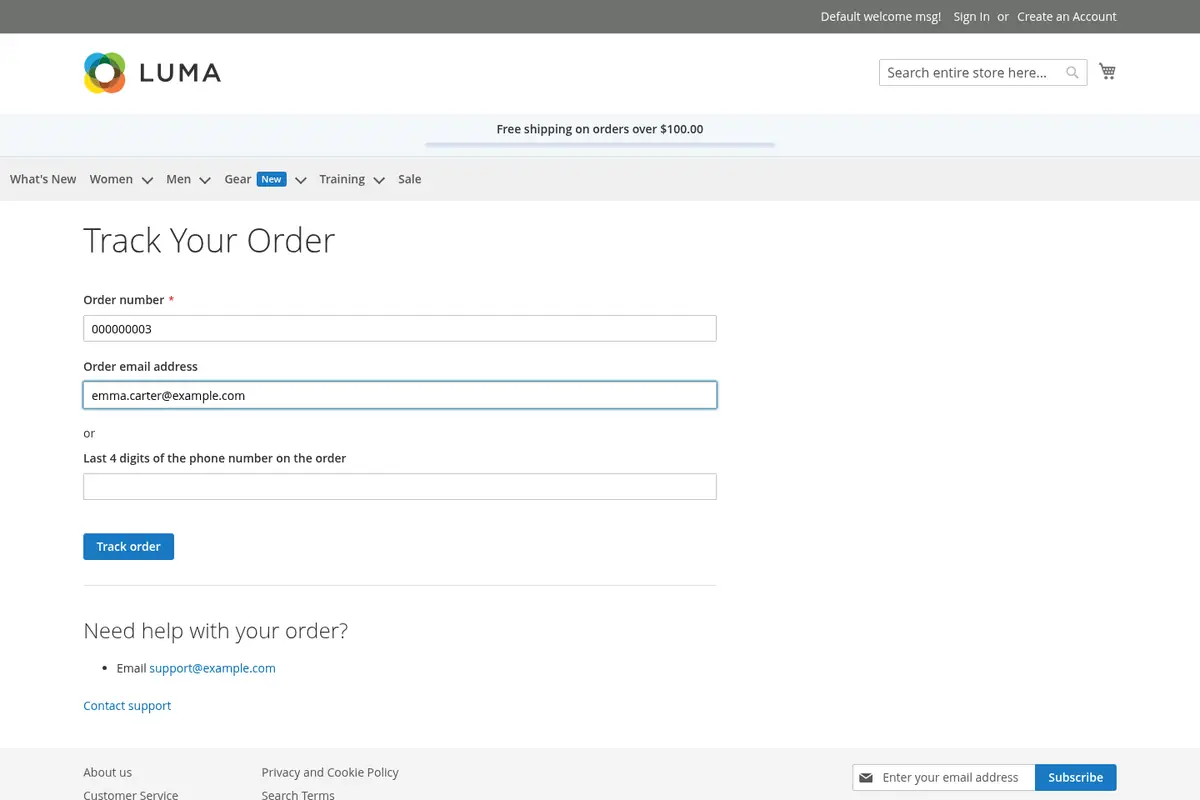 Default welcome msg! Sign In or Create an Account
LUMA
Search entire store here...
Free shipping on orders over $100.00
What's New Women Men Gear New Training Sale
Track Your Order
Order number *
000000003
Order email address
emma.carter@example.com
or
Last 4 digits of the phone number on the order
Track order
Need help with your order?
• Email support@example.com
Contact support
About us Privacy and Cookie Policy Enter your email address Subscribe
Customer Service Search Terms